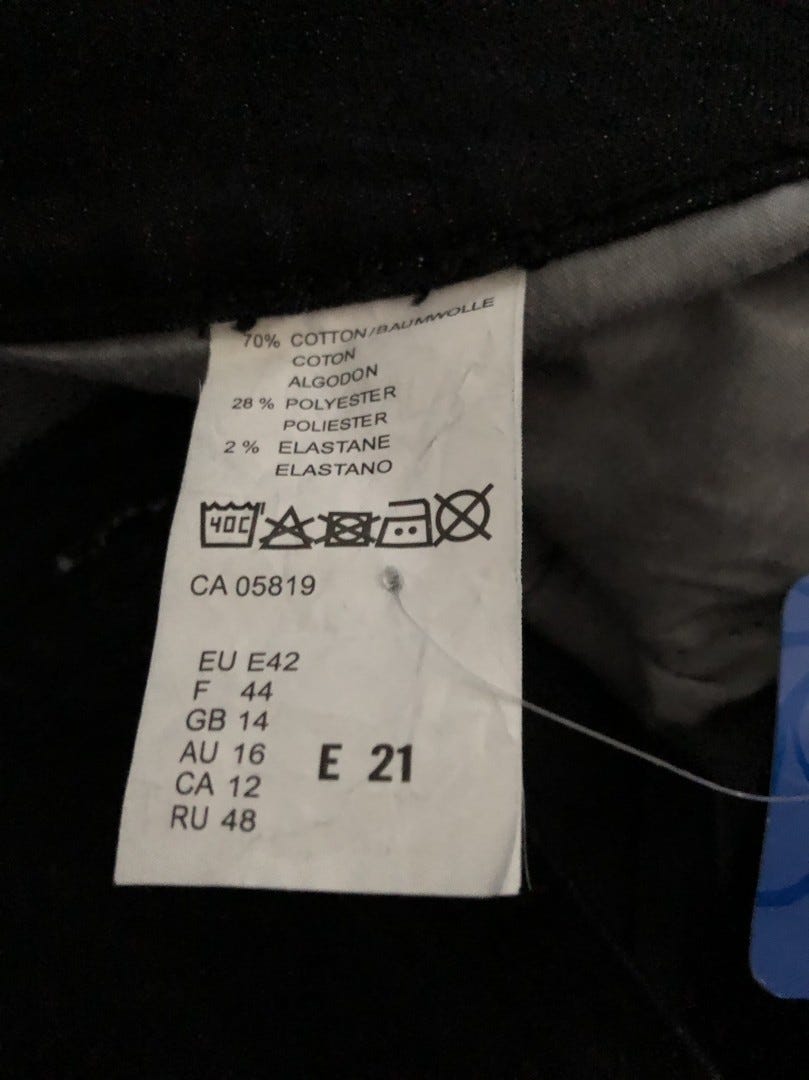 70% COTTON/BAUMWOLLE
COTON
ALGODON
28 % POLYESTER
POLIESTER
2 % ELASTANE
ELASTANO
40C
CA 05819
EU E42
F 44
GB 14
AU 16
CA 12
RU 48
E 21